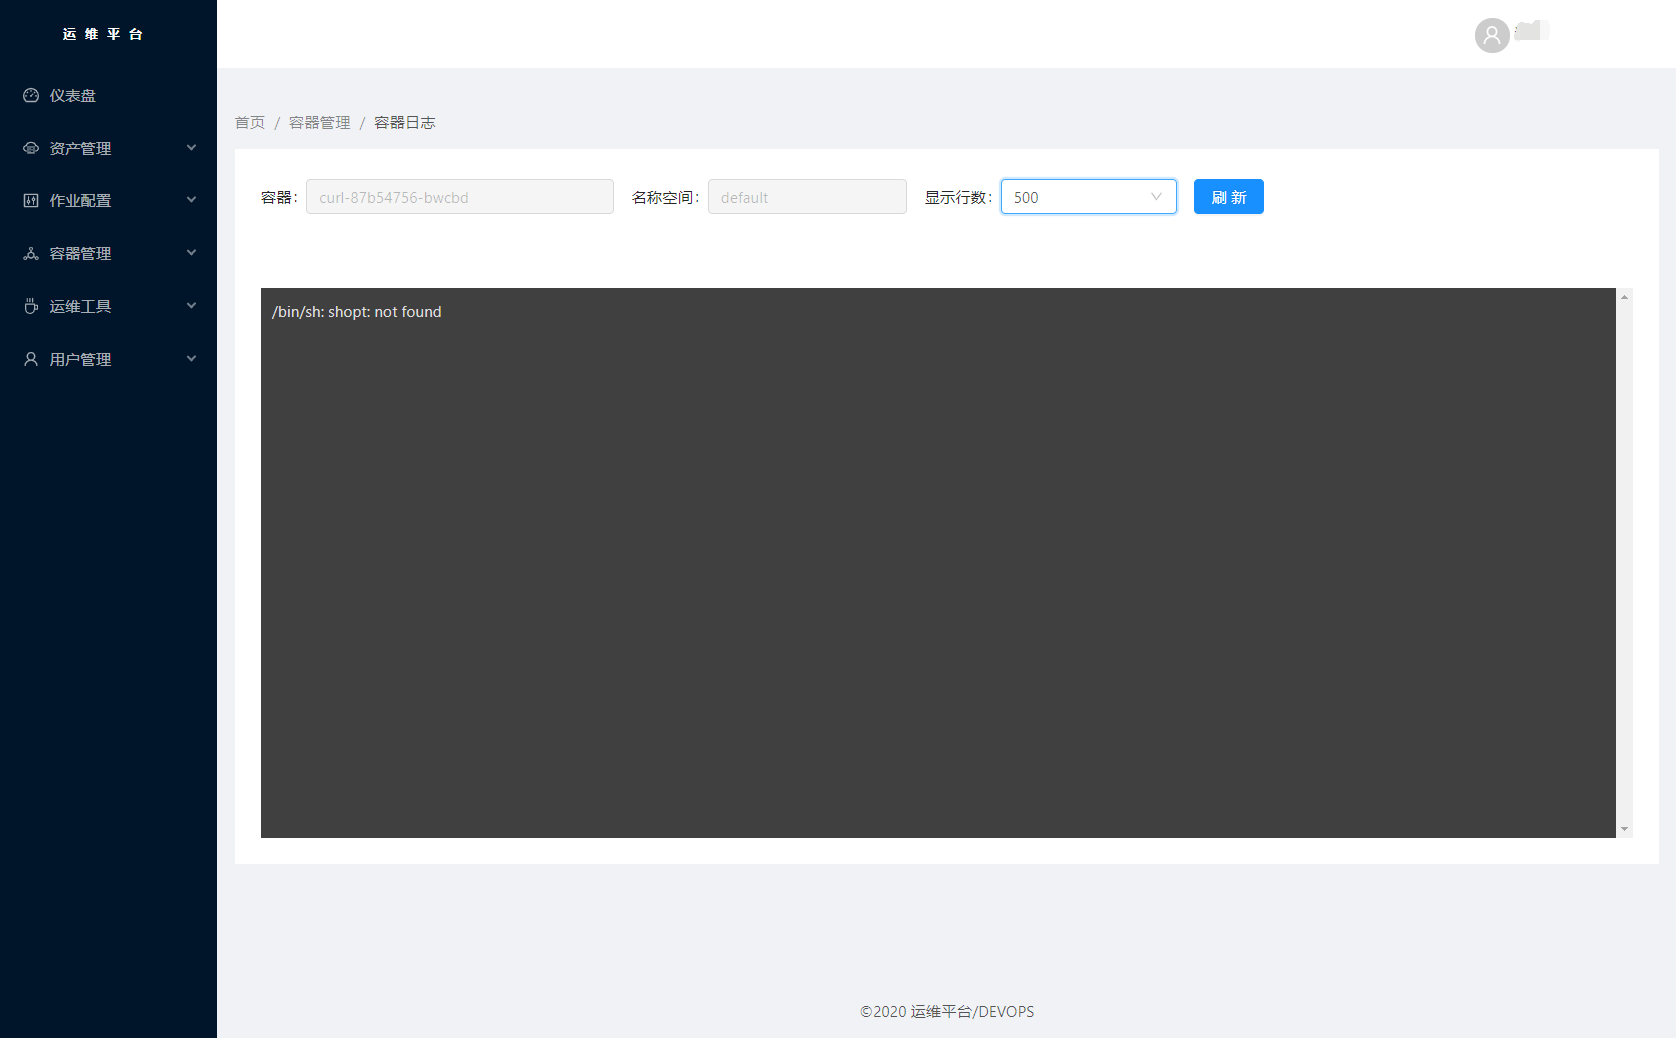 运维平台
仪表盘
资产管理
作业配置
容器管理
运维工具
用户管理
首页 / 容器管理 / 容器日志
容器: curl-87b54756-bwcbd 名称空间: default 显示行数: 500 刷 新
/bin/sh: shopt: not found
©2020 运维平台/DEVOPS